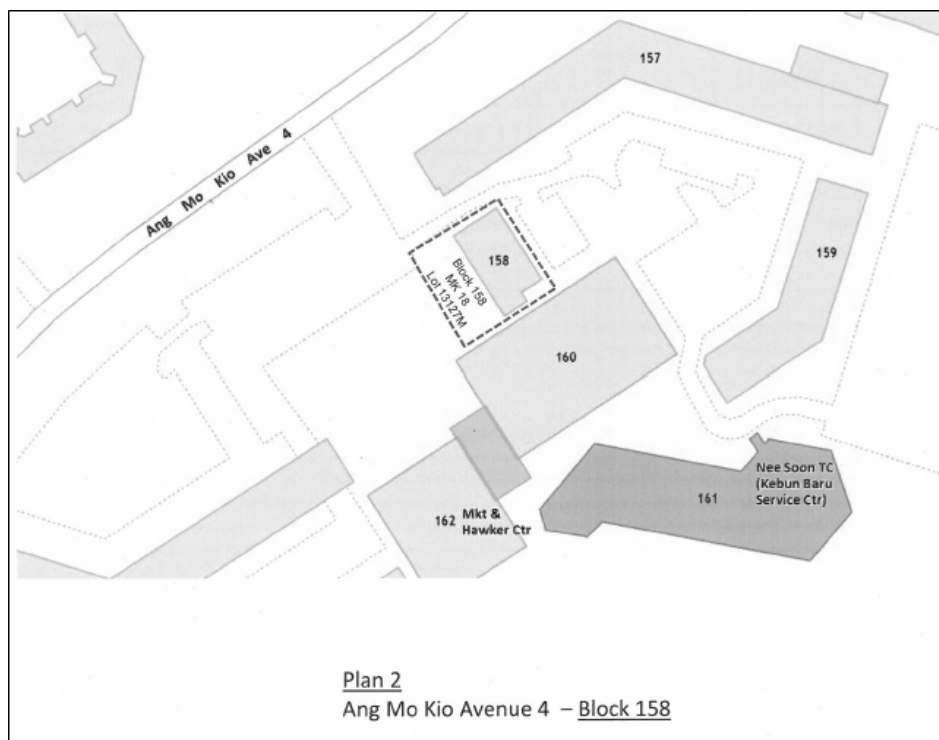 157
Ang Mo Kio Ave 4
158
Block 158
MK 18
Lot 13127M
159
160
Nee Soon TC
(Kebun Baru
Service Ctr)
161
162
Mkt &
Hawker Ctr
Plan 2
Ang Mo Kio Avenue 4 – Block 158